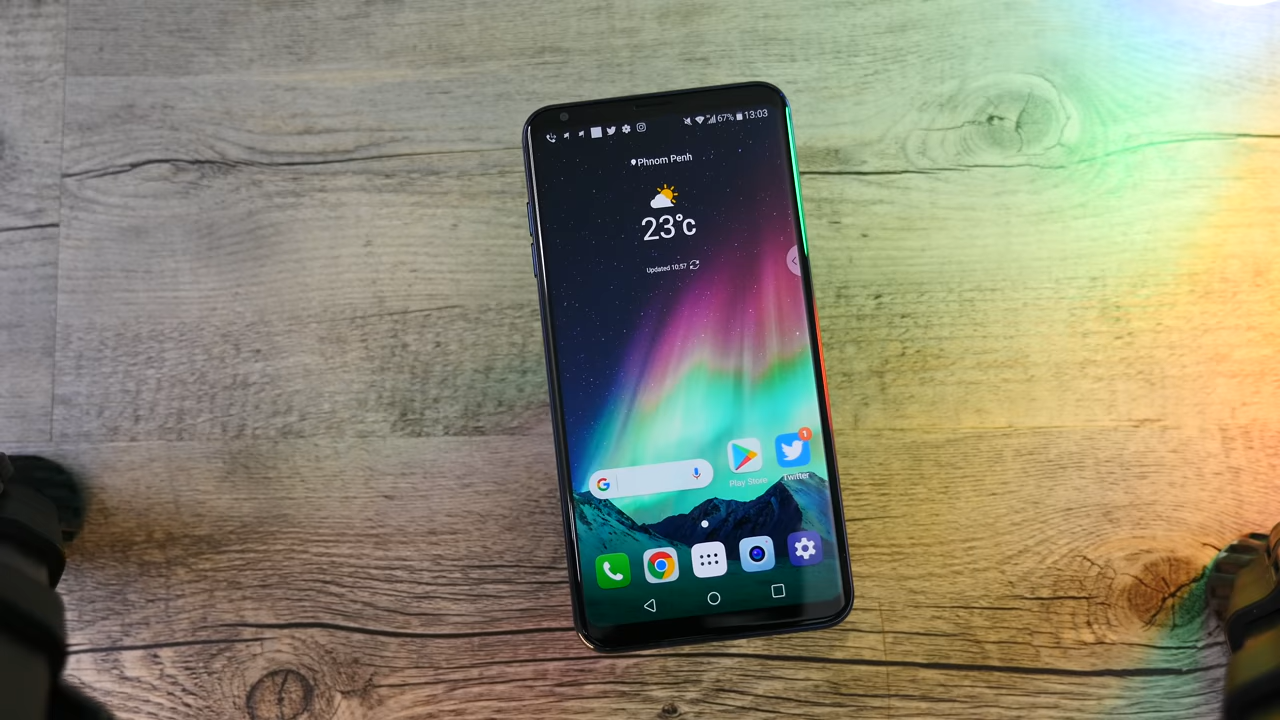 67% 13:03
Phnom Penh
23°c
Updated 10:57
1
G
Play Store
Twitter